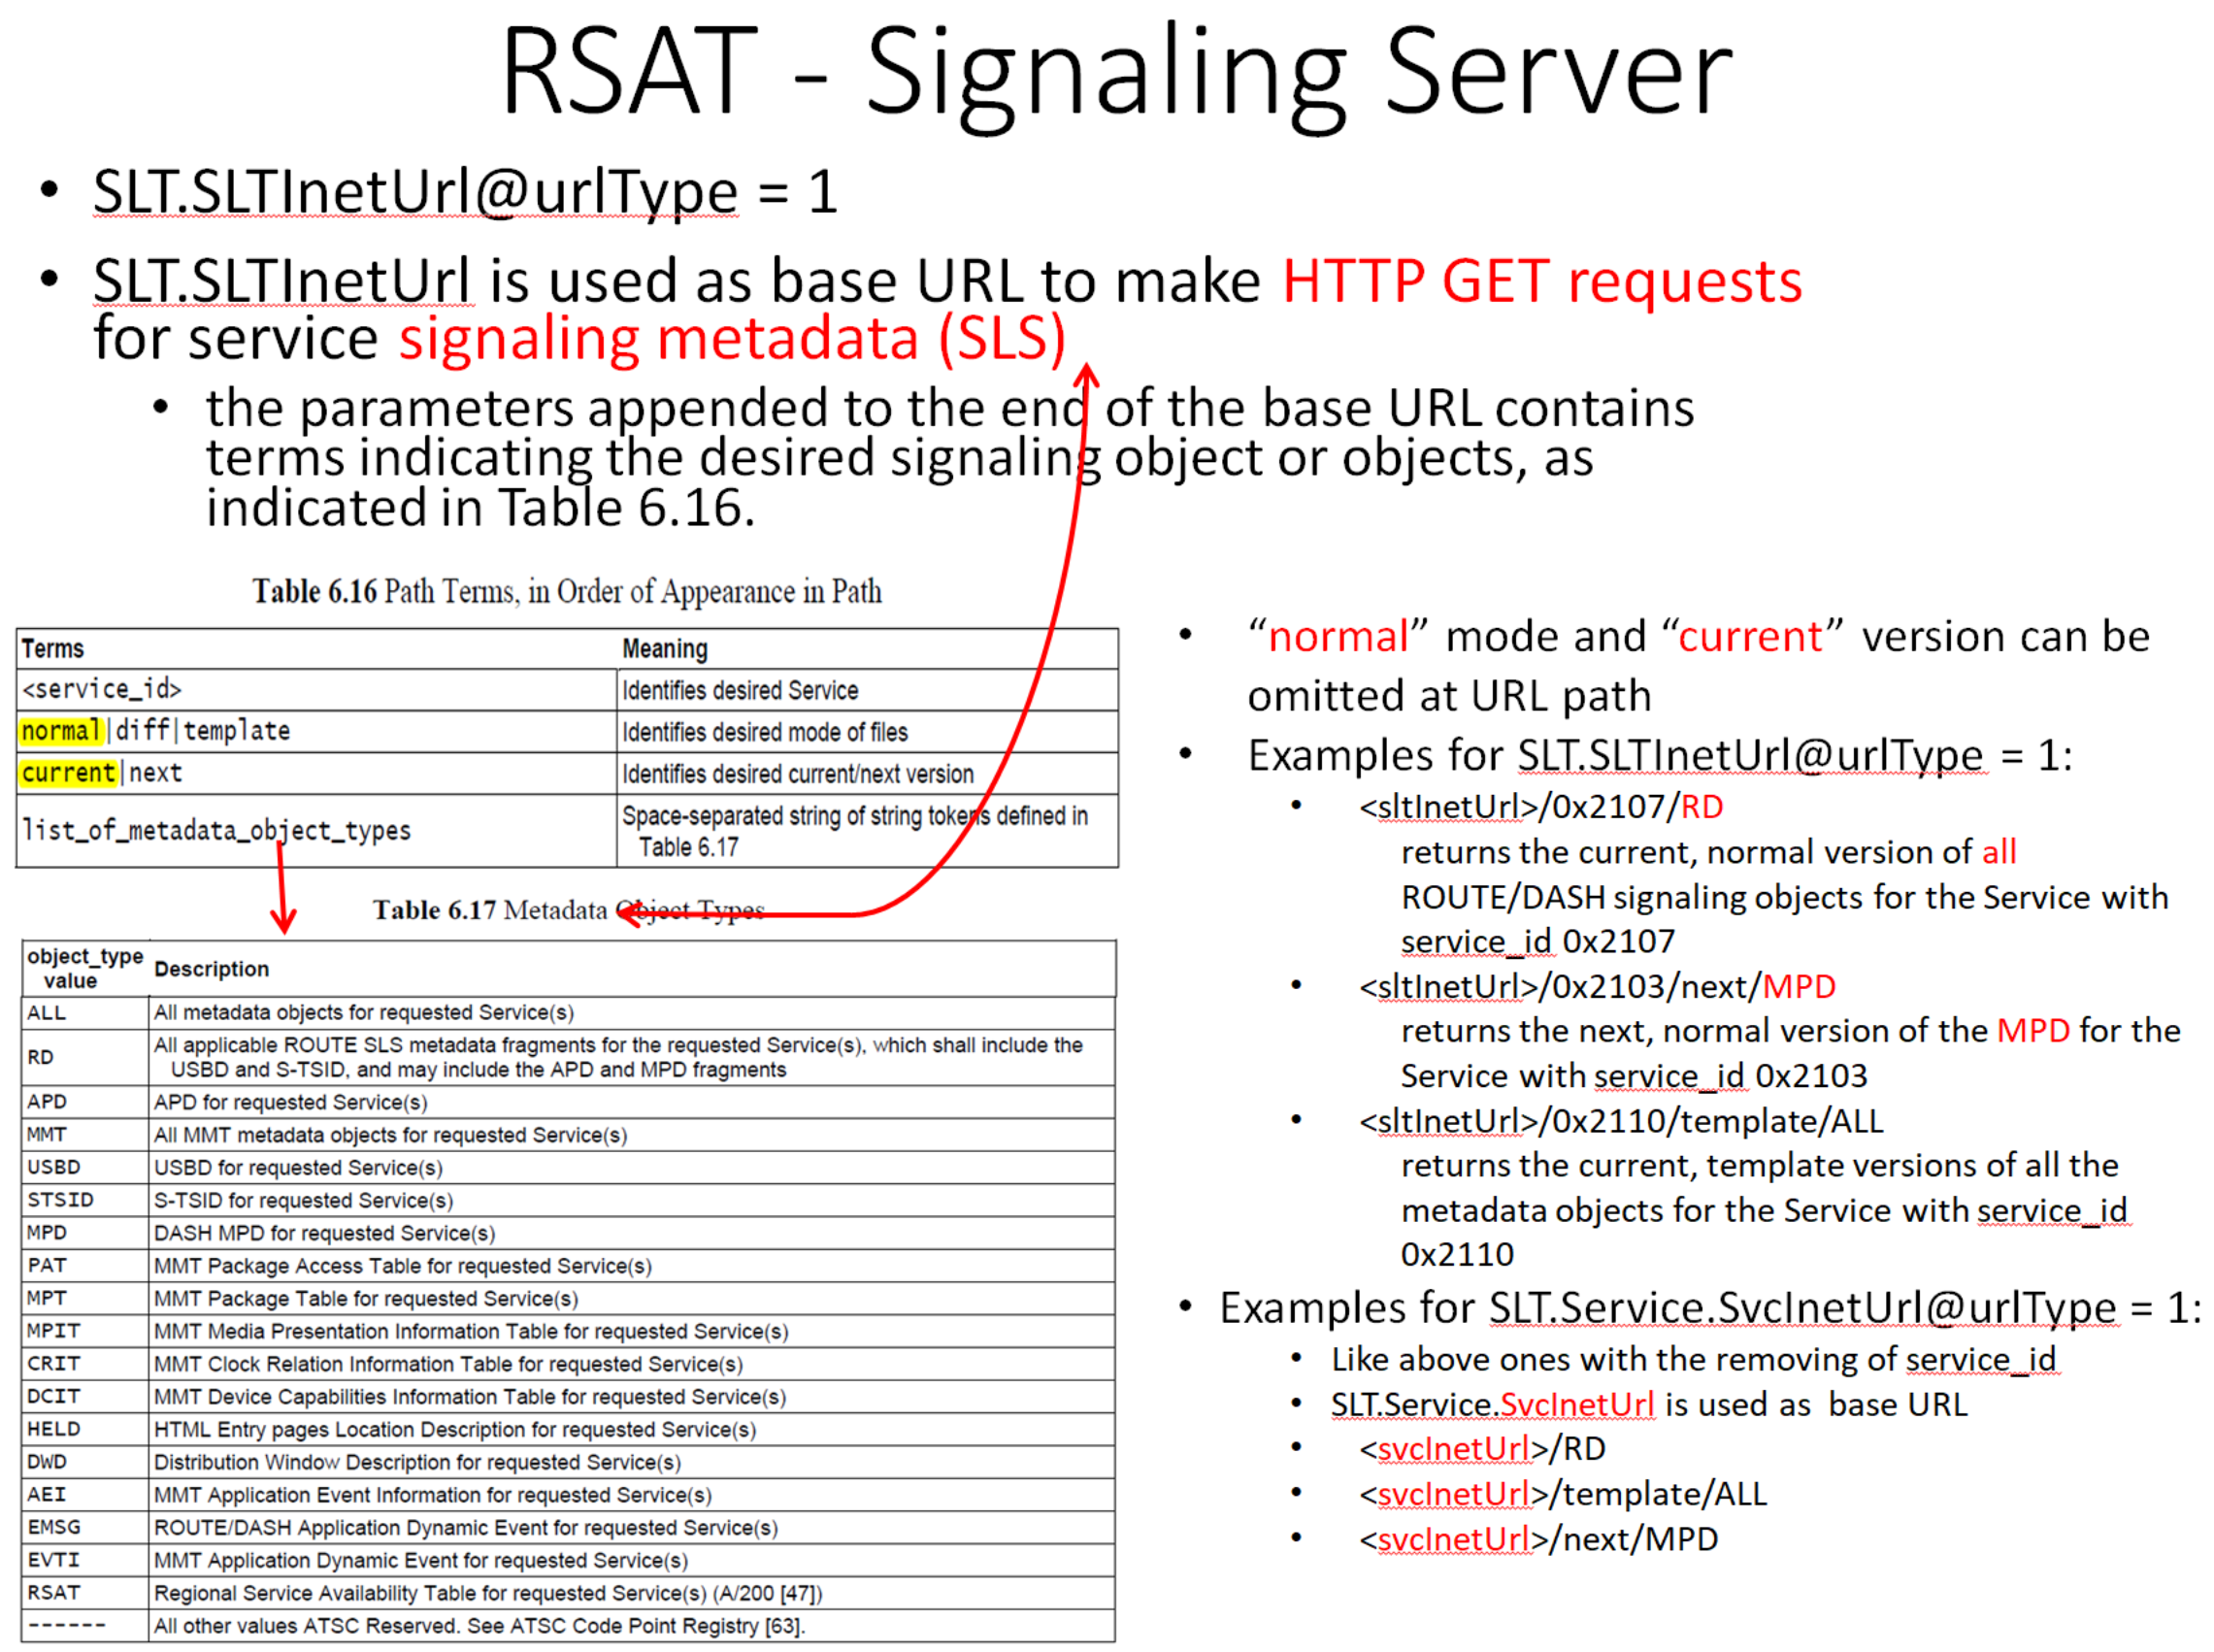 RSAT - Signaling Server
• SLT.SLTInetUrl@urlType = 1
• SLT.SLTInetUrl is used as base URL to make HTTP GET requests
for service signaling metadata (SLS)
• the parameters appended to the end of the base URL contains
terms indicating the desired signaling object or objects, as
indicated in Table 6.16.
Table 6.16 Path Terms, in Order of Appearance in Path
Terms Meaning
<service_id> Identifies desired Service
normal|diff|template Identifies desired mode of files
current|next Identifies desired current/next version
list_of_metadata_object_types Space-separated string of string tokens defined in
Table 6.17
Table 6.17 Metadata Object Types
object_type
value Description
ALL All metadata objects for requested Service(s)
RD All applicable ROUTE SLS metadata fragments for the requested Service(s), which shall include the
USBD and S-TSID, and may include the APD and MPD fragments
APD APD for requested Service(s)
MMT All MMT metadata objects for requested Service(s)
USBD USBD for requested Service(s)
STSID S-TSID for requested Service(s)
MPD DASH MPD for requested Service(s)
PAT MMT Package Access Table for requested Service(s)
MPT MMT Package Table for requested Service(s)
MPIT MMT Media Presentation Information Table for requested Service(s)
CRIT MMT Clock Relation Information Table for requested Service(s)
DCIT MMT Device Capabilities Information Table for requested Service(s)
HELD HTML Entry pages Location Description for requested Service(s)
DWD Distribution Window Description for requested Service(s)
AEI MMT Application Event Information for requested Service(s)
EMSG ROUTE/DASH Application Dynamic Event for requested Service(s)
EVTI MMT Application Dynamic Event for requested Service(s)
RSAT Regional Service Availability Table for requested Service(s) (A/200 [47])
------ All other values ATSC Reserved. See ATSC Code Point Registry [63].
• “normal” mode and “current” version can be
omitted at URL path
• Examples for SLT.SLTInetUrl@urlType = 1:
• <sltInetUrl>/0x2107/RD
returns the current, normal version of all
ROUTE/DASH signaling objects for the Service with
service_id 0x2107
• <sltInetUrl>/0x2103/next/MPD
returns the next, normal version of the MPD for the
Service with service_id 0x2103
• <sltInetUrl>/0x2110/template/ALL
returns the current, template versions of all the
metadata objects for the Service with service_id
0x2110
• Examples for SLT.Service.SvcInetUrl@urlType = 1:
• Like above ones with the removing of service_id
• SLT.Service.SvcInetUrl is used as base URL
• <svcInetUrl>/RD
• <svcInetUrl>/template/ALL
• <svcInetUrl>/next/MPD